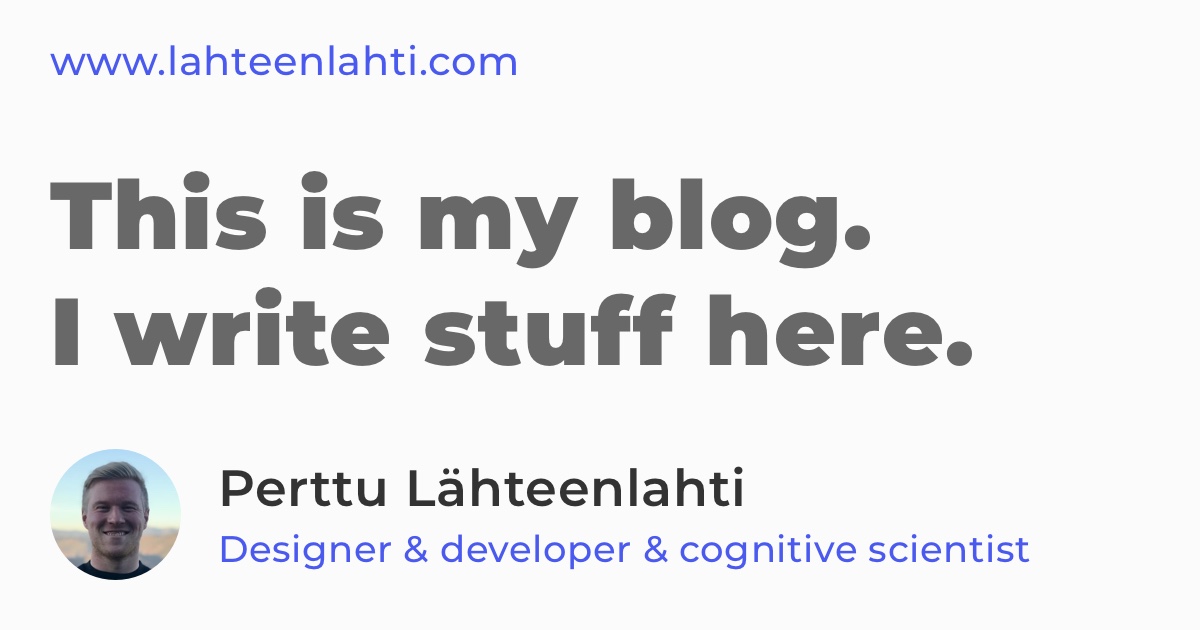 www.lahteenlahti.com
This is my blog.
I write stuff here.
Perttu Lähteenlahti
Designer & developer & cognitive scientist